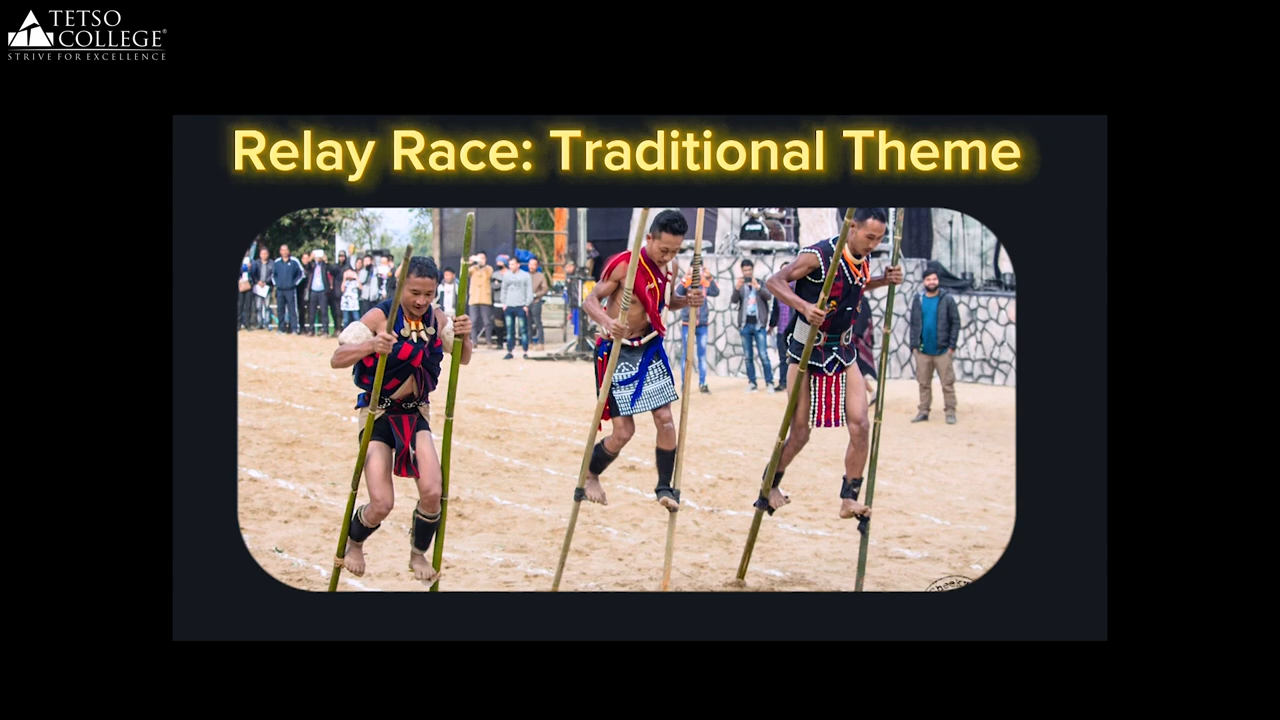 TETSO
COLLEGE®
STRIVE FOR EXCELLENCE
Relay Race: Traditional Theme